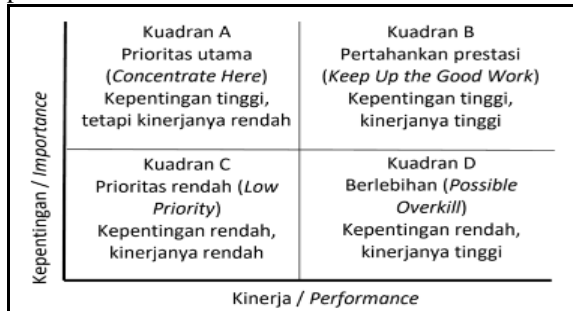 Kuadran A
Prioritas utama
(Concentrate Here)
Kepentingan tinggi,
tetapi kinerjanya rendah
Kuadran B
Pertahankan prestasi
(Keep Up the Good Work)
Kepentingan tinggi,
kinerjanya tinggi
Kuadran C
Prioritas rendah (Low
Priority)
Kepentingan rendah,
kinerjanya rendah
Kuadran D
Berlebihan (Possible
Overkill)
Kepentingan rendah,
kinerjanya tinggi
Kepentingan / Importance
Kinerja / Performance